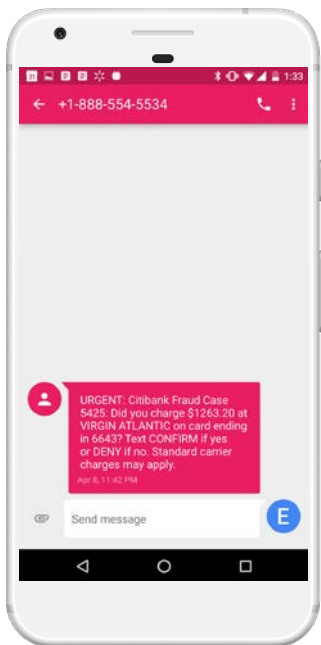 31 1:33
+1-888-554-5534
URGENT: Citibank Fraud Case
5425: Did you charge $1263.20 at
VIRGIN ATLANTIC on card ending
in 6643? Text CONFIRM if yes
or DENY if no. Standard carrier
charges may apply.
Apr 8, 11:42 PM
Send message
E